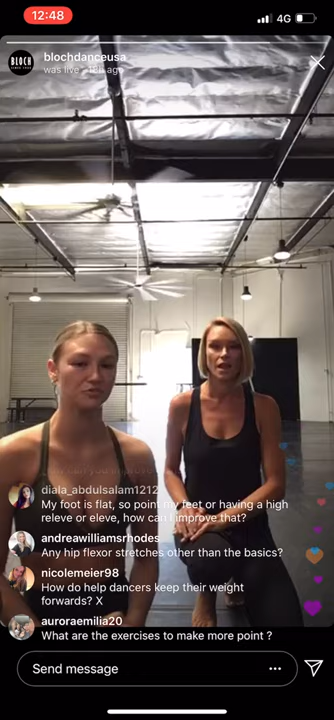 12:48
4G
BLOCH
blochdanceusa
was live
ago
diala_abdulsalam1212
My foot is flat, so point my feet or having a high
releve or eleve, how can I improve that?
andreawilliamsrhodes
Any hip flexor stretches other than the basics?
nicolemeier98
How do help dancers keep their weight
forwards? X
auroraemilia20
What are the exercises to make more point ?
Send message